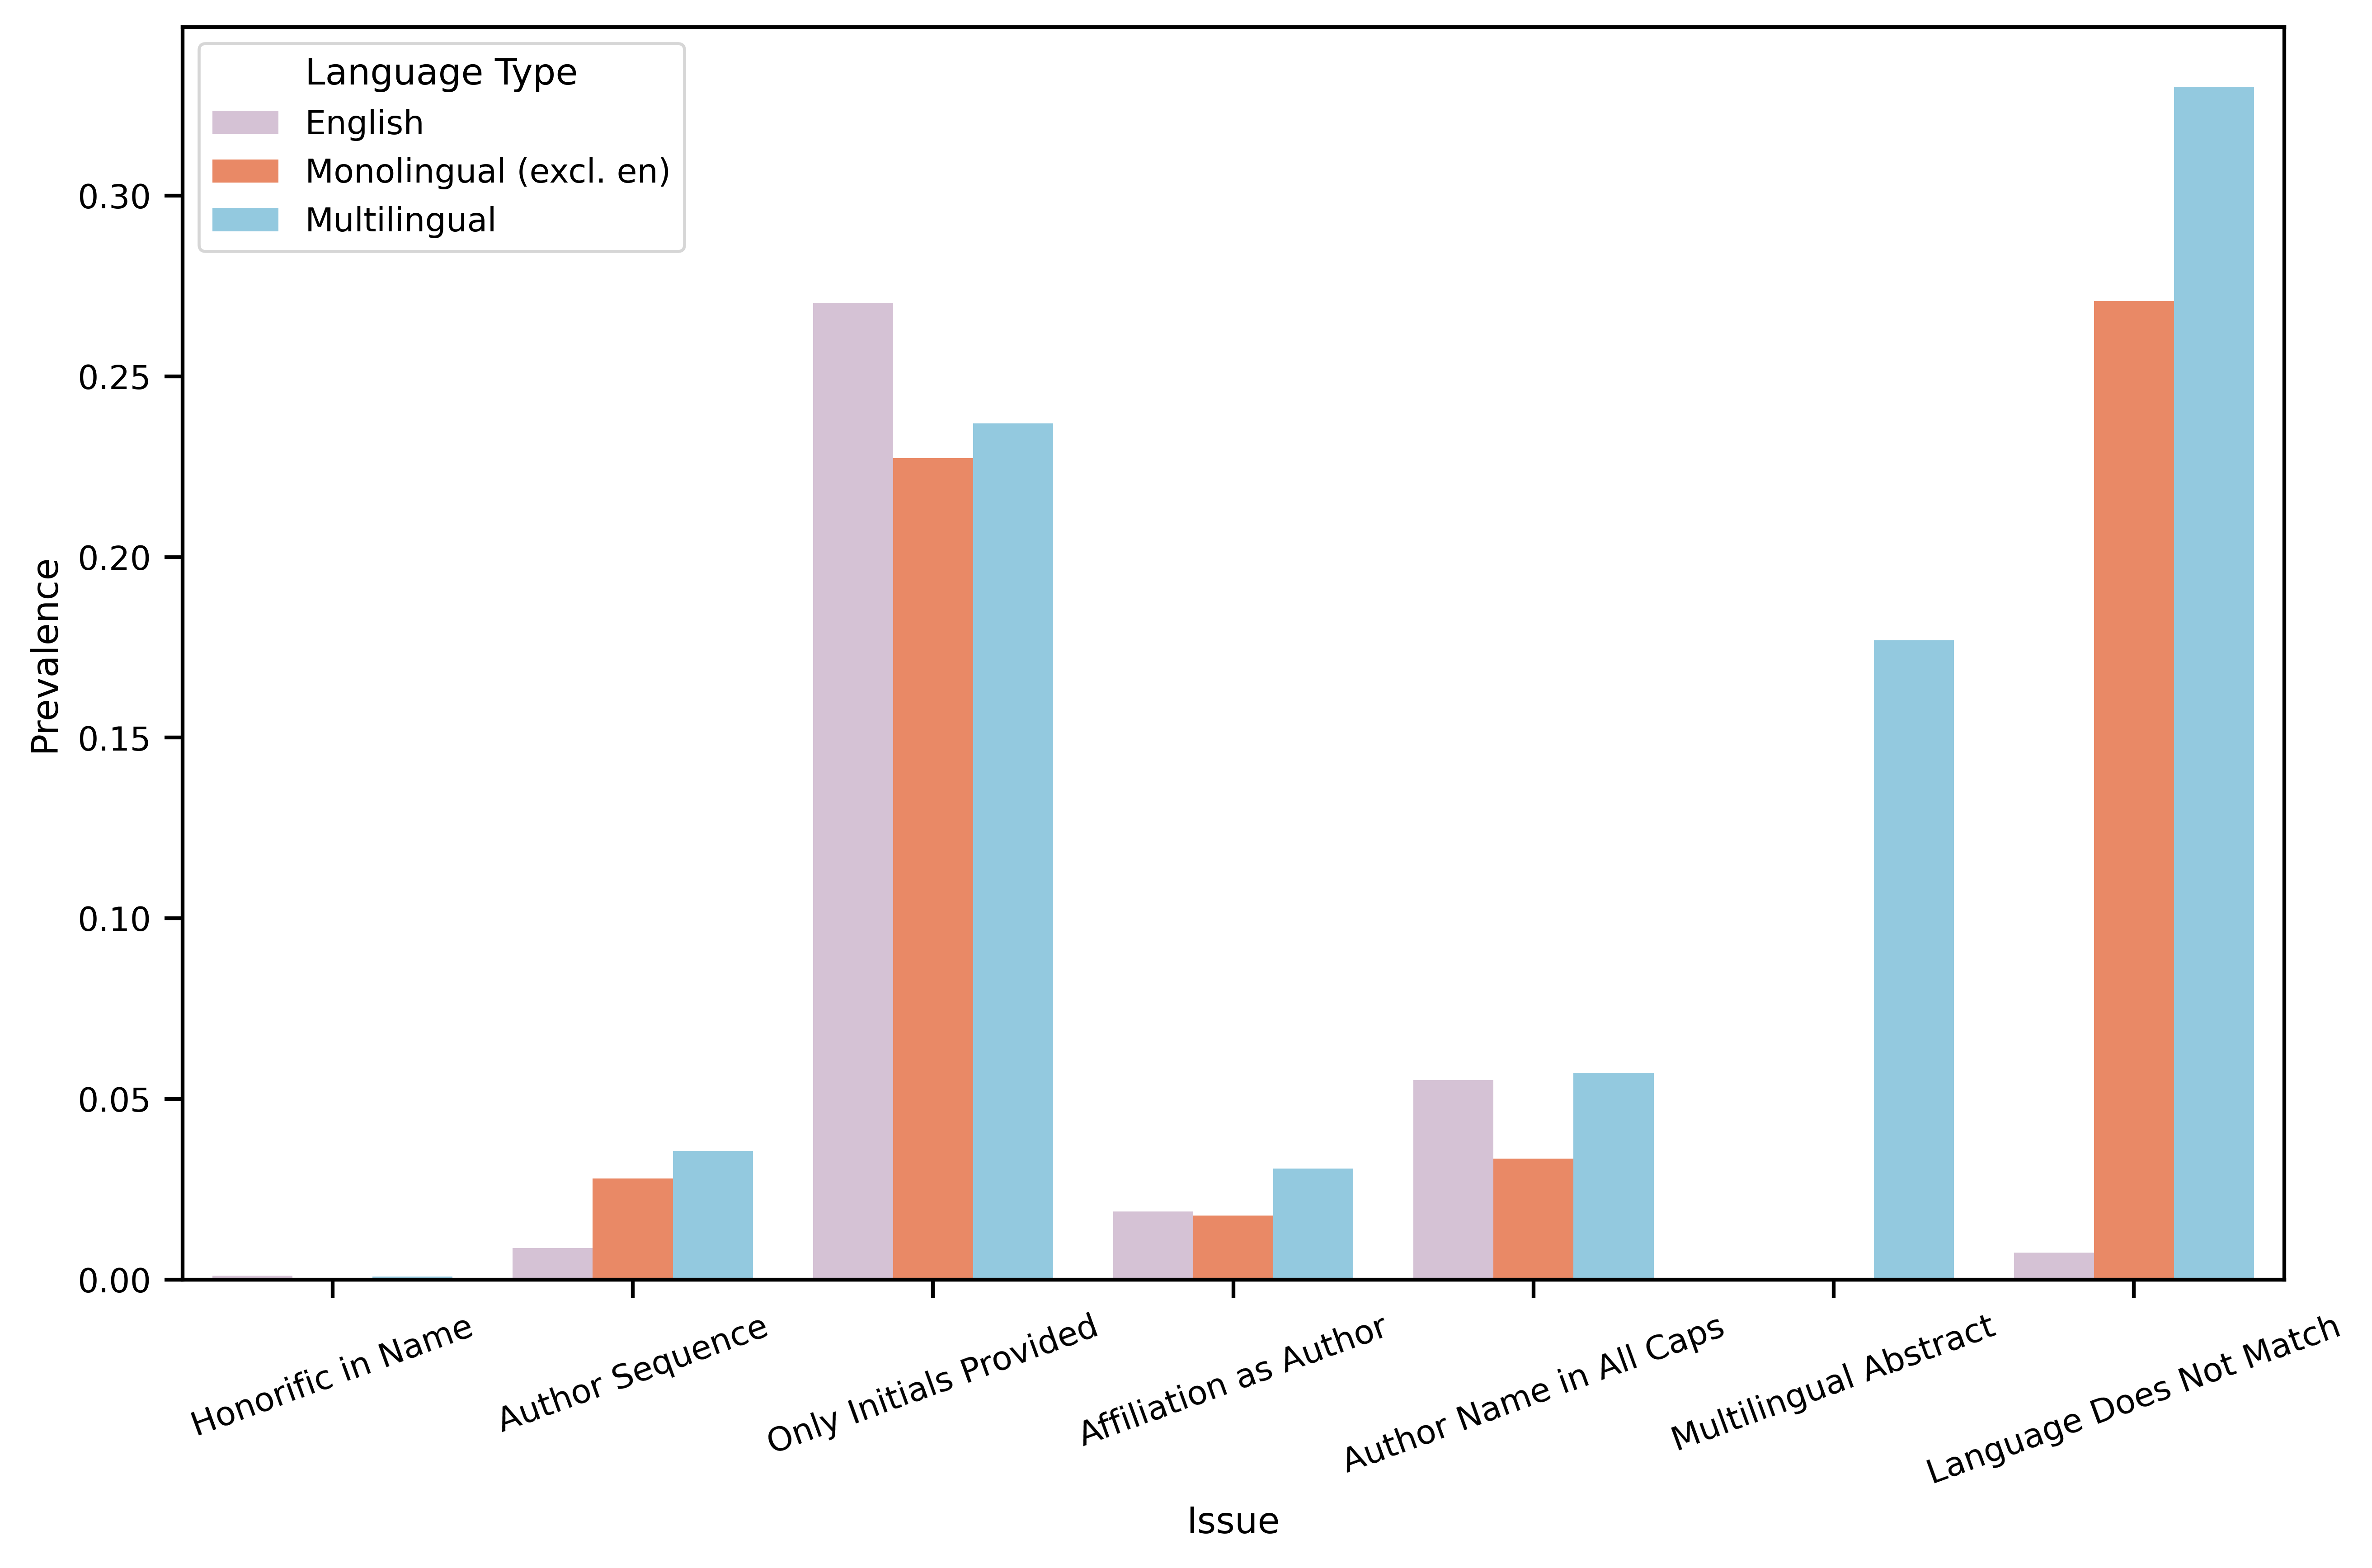 Language Type
English
Monolingual (excl. en)
Multilingual
Prevalence
0.30
0.25
0.20
0.15
0.10
0.05
0.00
Honorific in Name
Author Sequence
Only Initials Provided
Affiliation as Author
Author Name in All Caps
Multilingual Abstract
Language Does Not Match
Issue